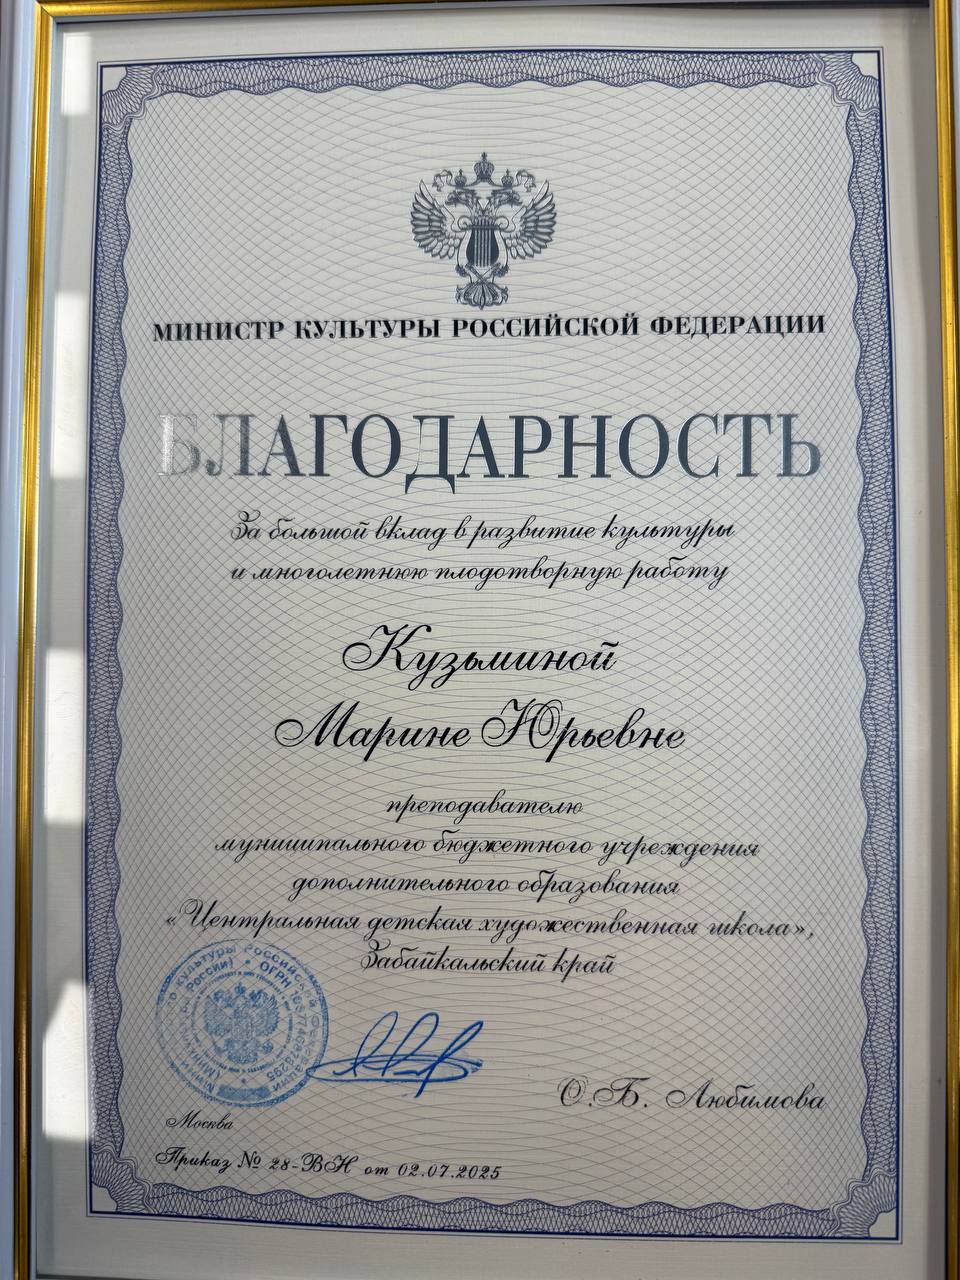 МИНИСТР КУЛЬТУРЫ РОССИЙСКОЙ ФЕДЕРАЦИИ
БЛАГОДАРНОСТЬ
За большой вклад в развитие культуры
и многолетнюю плодотворную работу
Кузьминой
Марине Юрьевне
преподавателю
муниципального бюджетного учреждения
дополнительного образования
«Центральная детская художественная школа»,
Забайкальский край
О.Б. Любимова
Москва
Приказ № 28-ВН от 02.07.2025